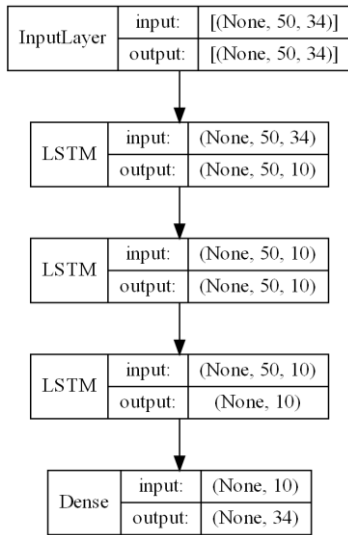 InputLayer input: [(None, 50, 34)]
output: [(None, 50, 34)]
LSTM input: (None, 50, 34)
output: (None, 50, 10)
LSTM input: (None, 50, 10)
output: (None, 50, 10)
LSTM input: (None, 50, 10)
output: (None, 10)
Dense input: (None, 10)
output: (None, 34)